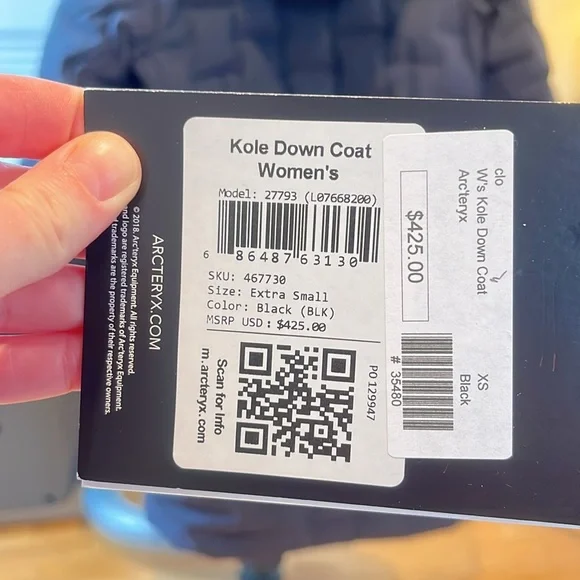 Kole Down Coat
Women's
Model: 27793 (L07668200)
6 86487 63130
SKU: 467730
Size: Extra Small
Color: Black (BLK)
MSRP USD: $425.00
Scan for Info
m.arcteryx.com
PO 129947
clo
W's Kole Down Coat
Arc'teryx
$425.00
XS
Black
# 35480
ARCTERYX.COM
© 2018. Arc'teryx Equipment. All rights reserved.
nd logo are registered trademarks of Arc'teryx Equipment.
trademarks are the property of their respective owners.